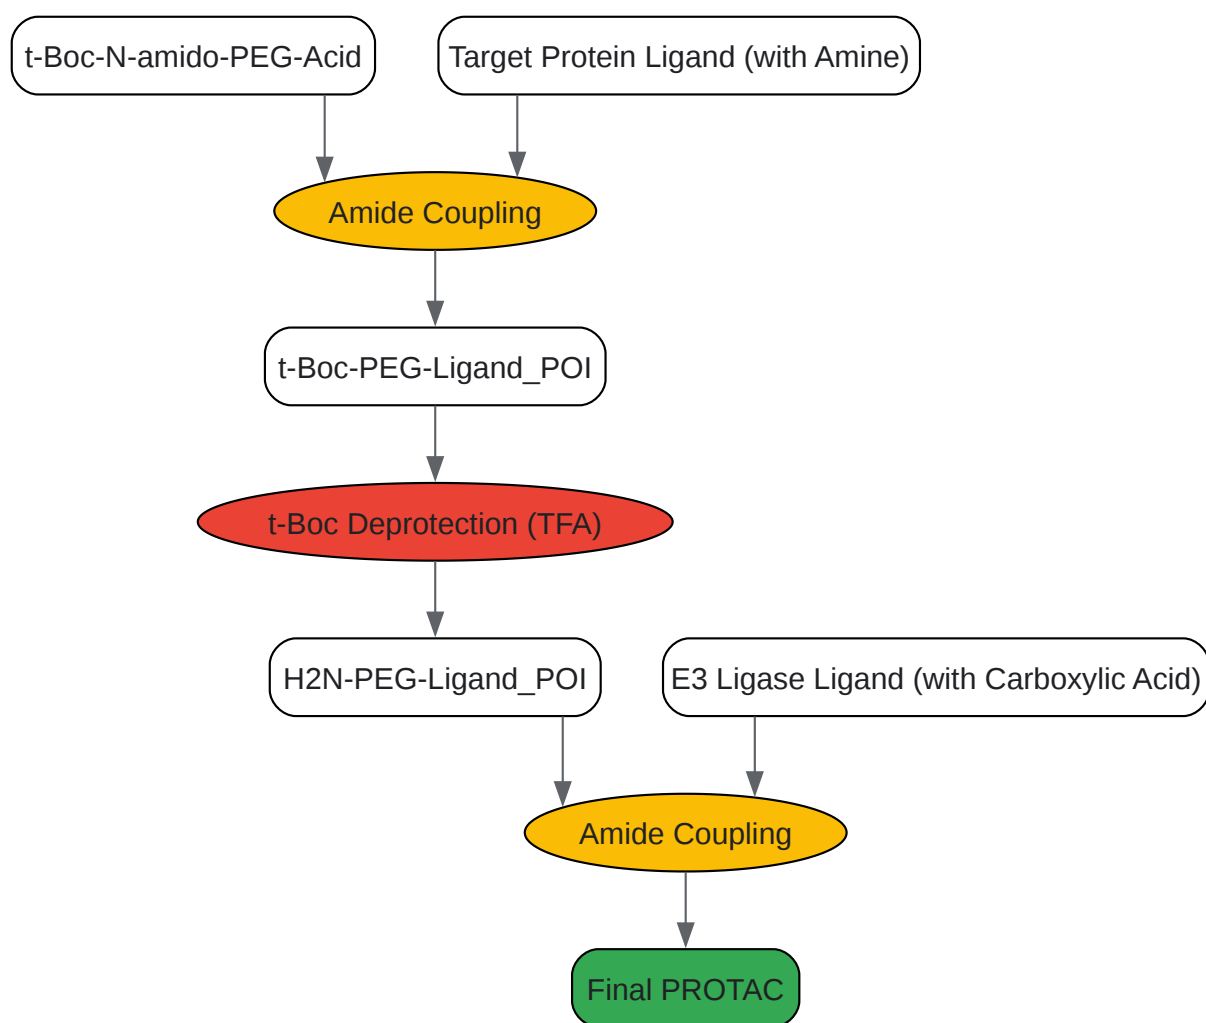 t-Boc-N-amido-PEG-Acid
Target Protein Ligand (with Amine)
Amide Coupling
t-Boc-PEG-Ligand_POI
t-Boc Deprotection (TFA)
H2N-PEG-Ligand_POI
E3 Ligase Ligand (with Carboxylic Acid)
Amide Coupling
Final PROTAC